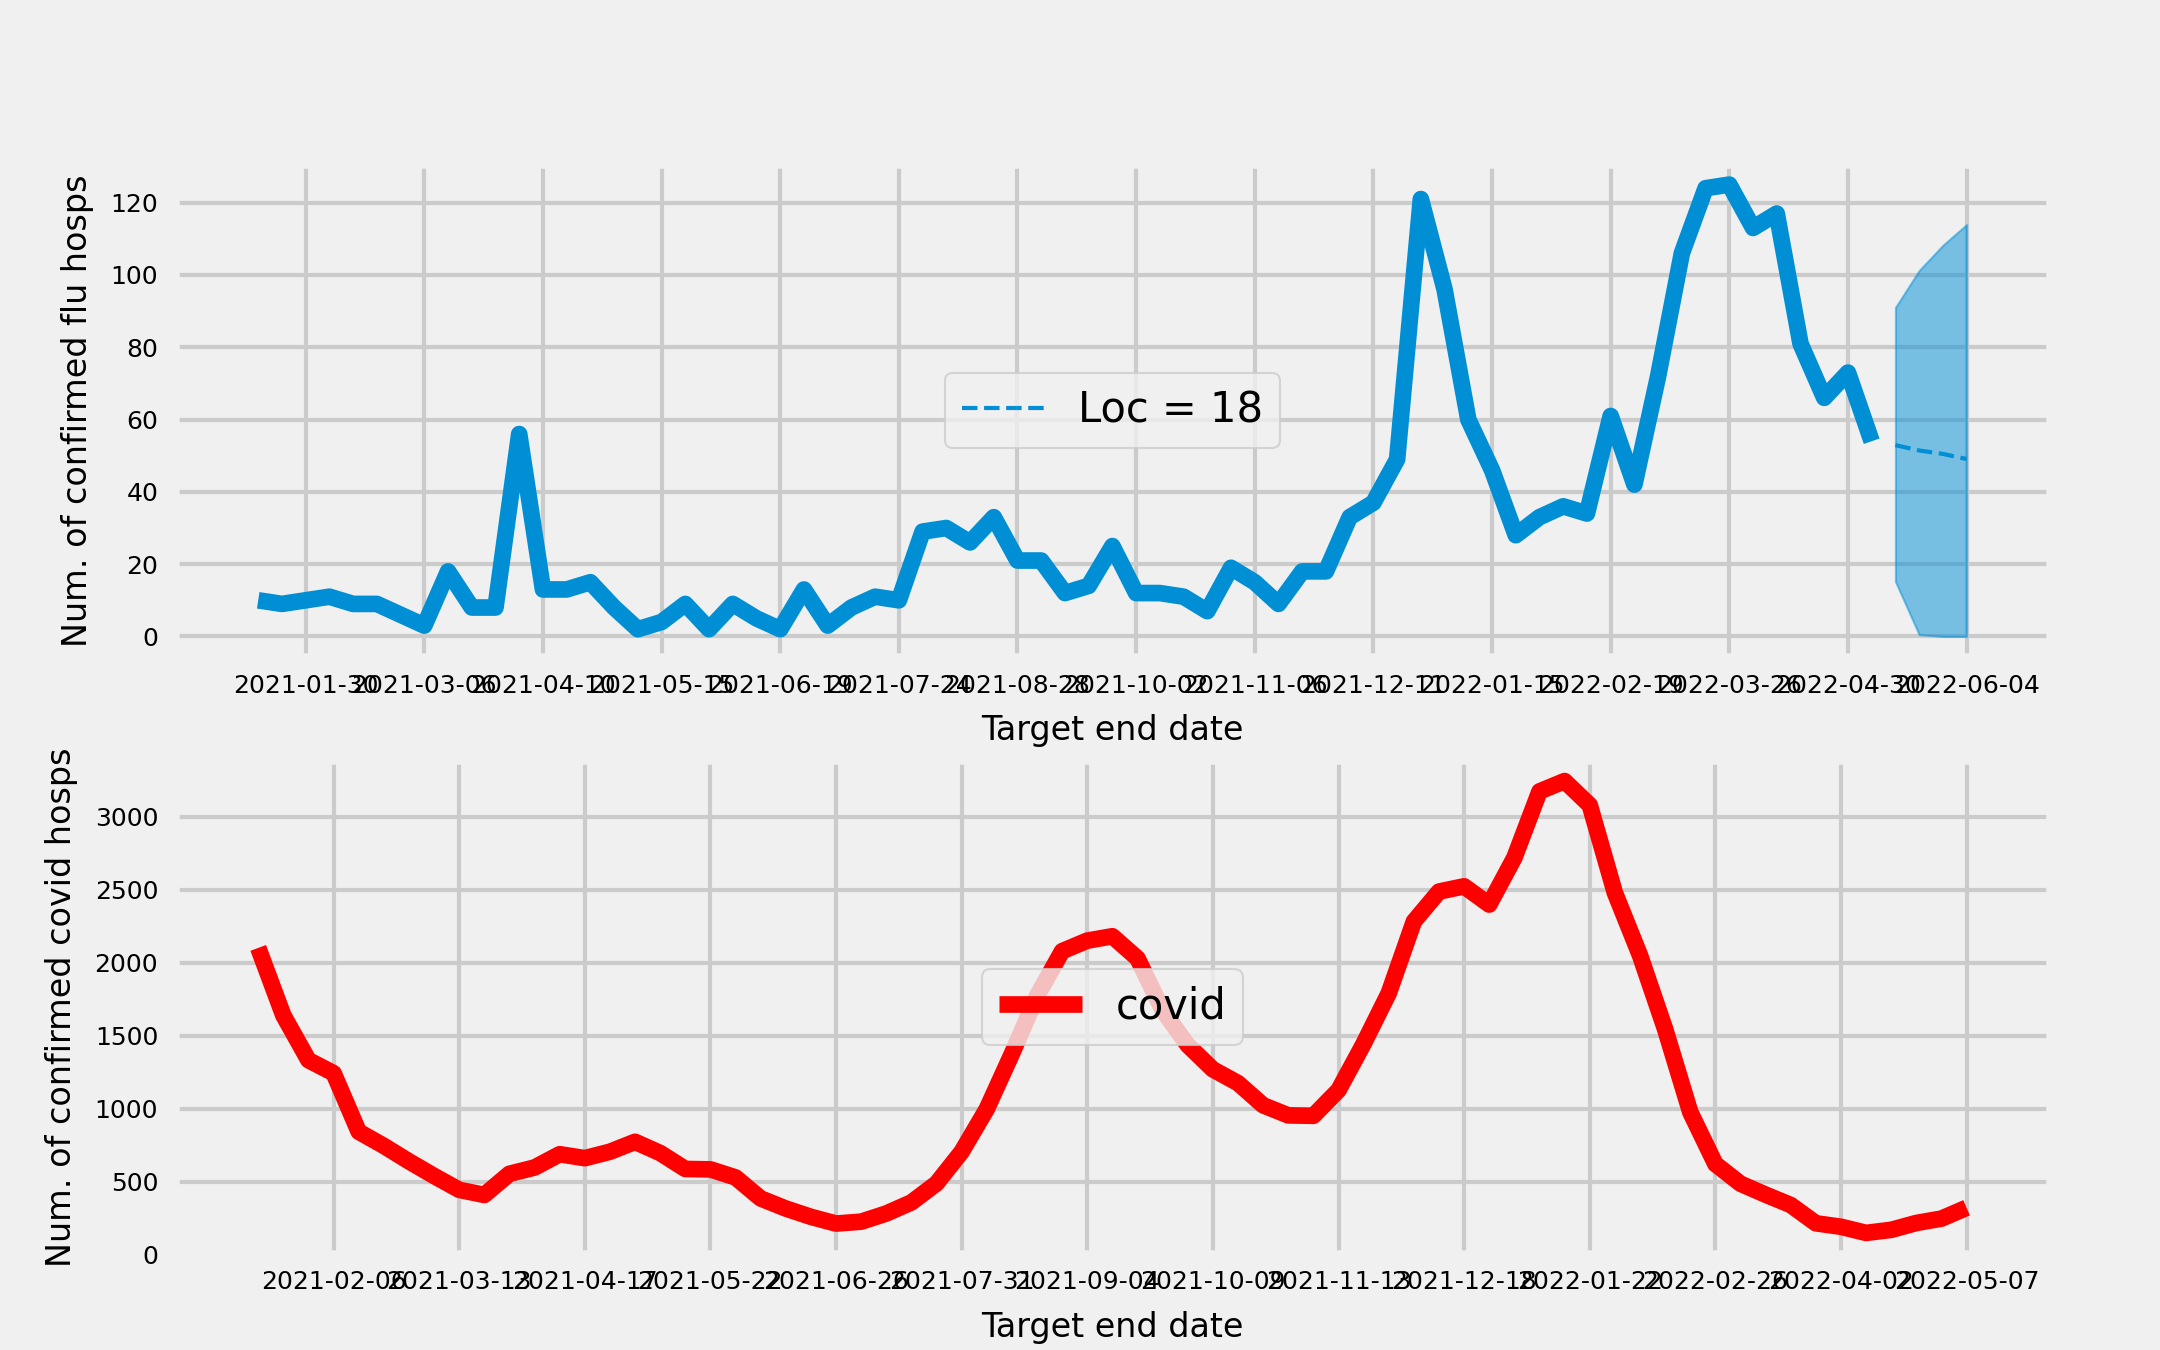 Num. of confirmed flu hosps
120
100
80
60
40
20
0
Loc = 18
2021-01-30 2021-03-06 2021-04-10 2021-05-15 2021-06-19 2021-07-24 2021-08-28 2021-10-02 2021-11-06 2021-12-11 2022-01-15 2022-02-19 2022-03-26 2022-04-30 2022-06-04
Target end date
Num. of confirmed covid hosps
3000
2500
2000
1500
1000
500
0
covid
2021-02-06 2021-03-13 2021-04-17 2021-05-22 2021-06-26 2021-07-31 2021-09-04 2021-10-09 2021-11-13 2021-12-18 2022-01-22 2022-02-26 2022-04-02 2022-05-07
Target end date